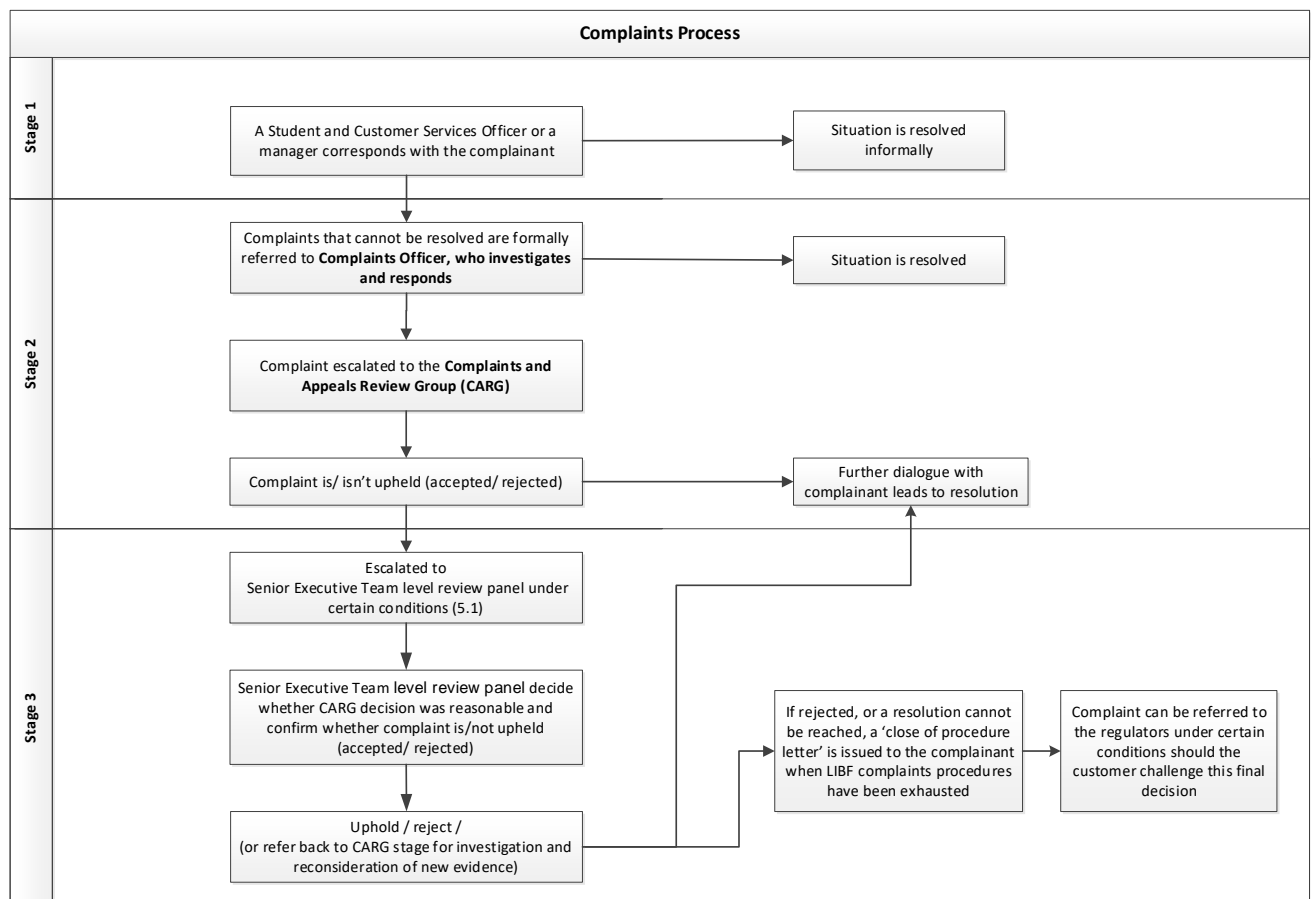 Complaints Process
Stage 1
A Student and Customer Services Officer or a
manager corresponds with the complainant
Situation is resolved
informally
Stage 2
Complaints that cannot be resolved are formally
referred to Complaints Officer, who investigates
and responds
Situation is resolved
Complaint escalated to the Complaints and
Appeals Review Group (CARG)
Complaint is/ isn’t upheld (accepted/ rejected)
Further dialogue with
complainant leads to resolution
Stage 3
Escalated to
Senior Executive Team level review panel under
certain conditions (5.1)
Senior Executive Team level review panel decide
whether CARG decision was reasonable and
confirm whether complaint is/not upheld
(accepted/ rejected)
If rejected, or a resolution cannot
be reached, a ‘close of procedure
letter’ is issued to the complainant
when LIBF complaints procedures
have been exhausted
Complaint can be referred to
the regulators under certain
conditions should the
customer challenge this final
decision
Uphold / reject /
(or refer back to CARG stage for investigation and
reconsideration of new evidence)